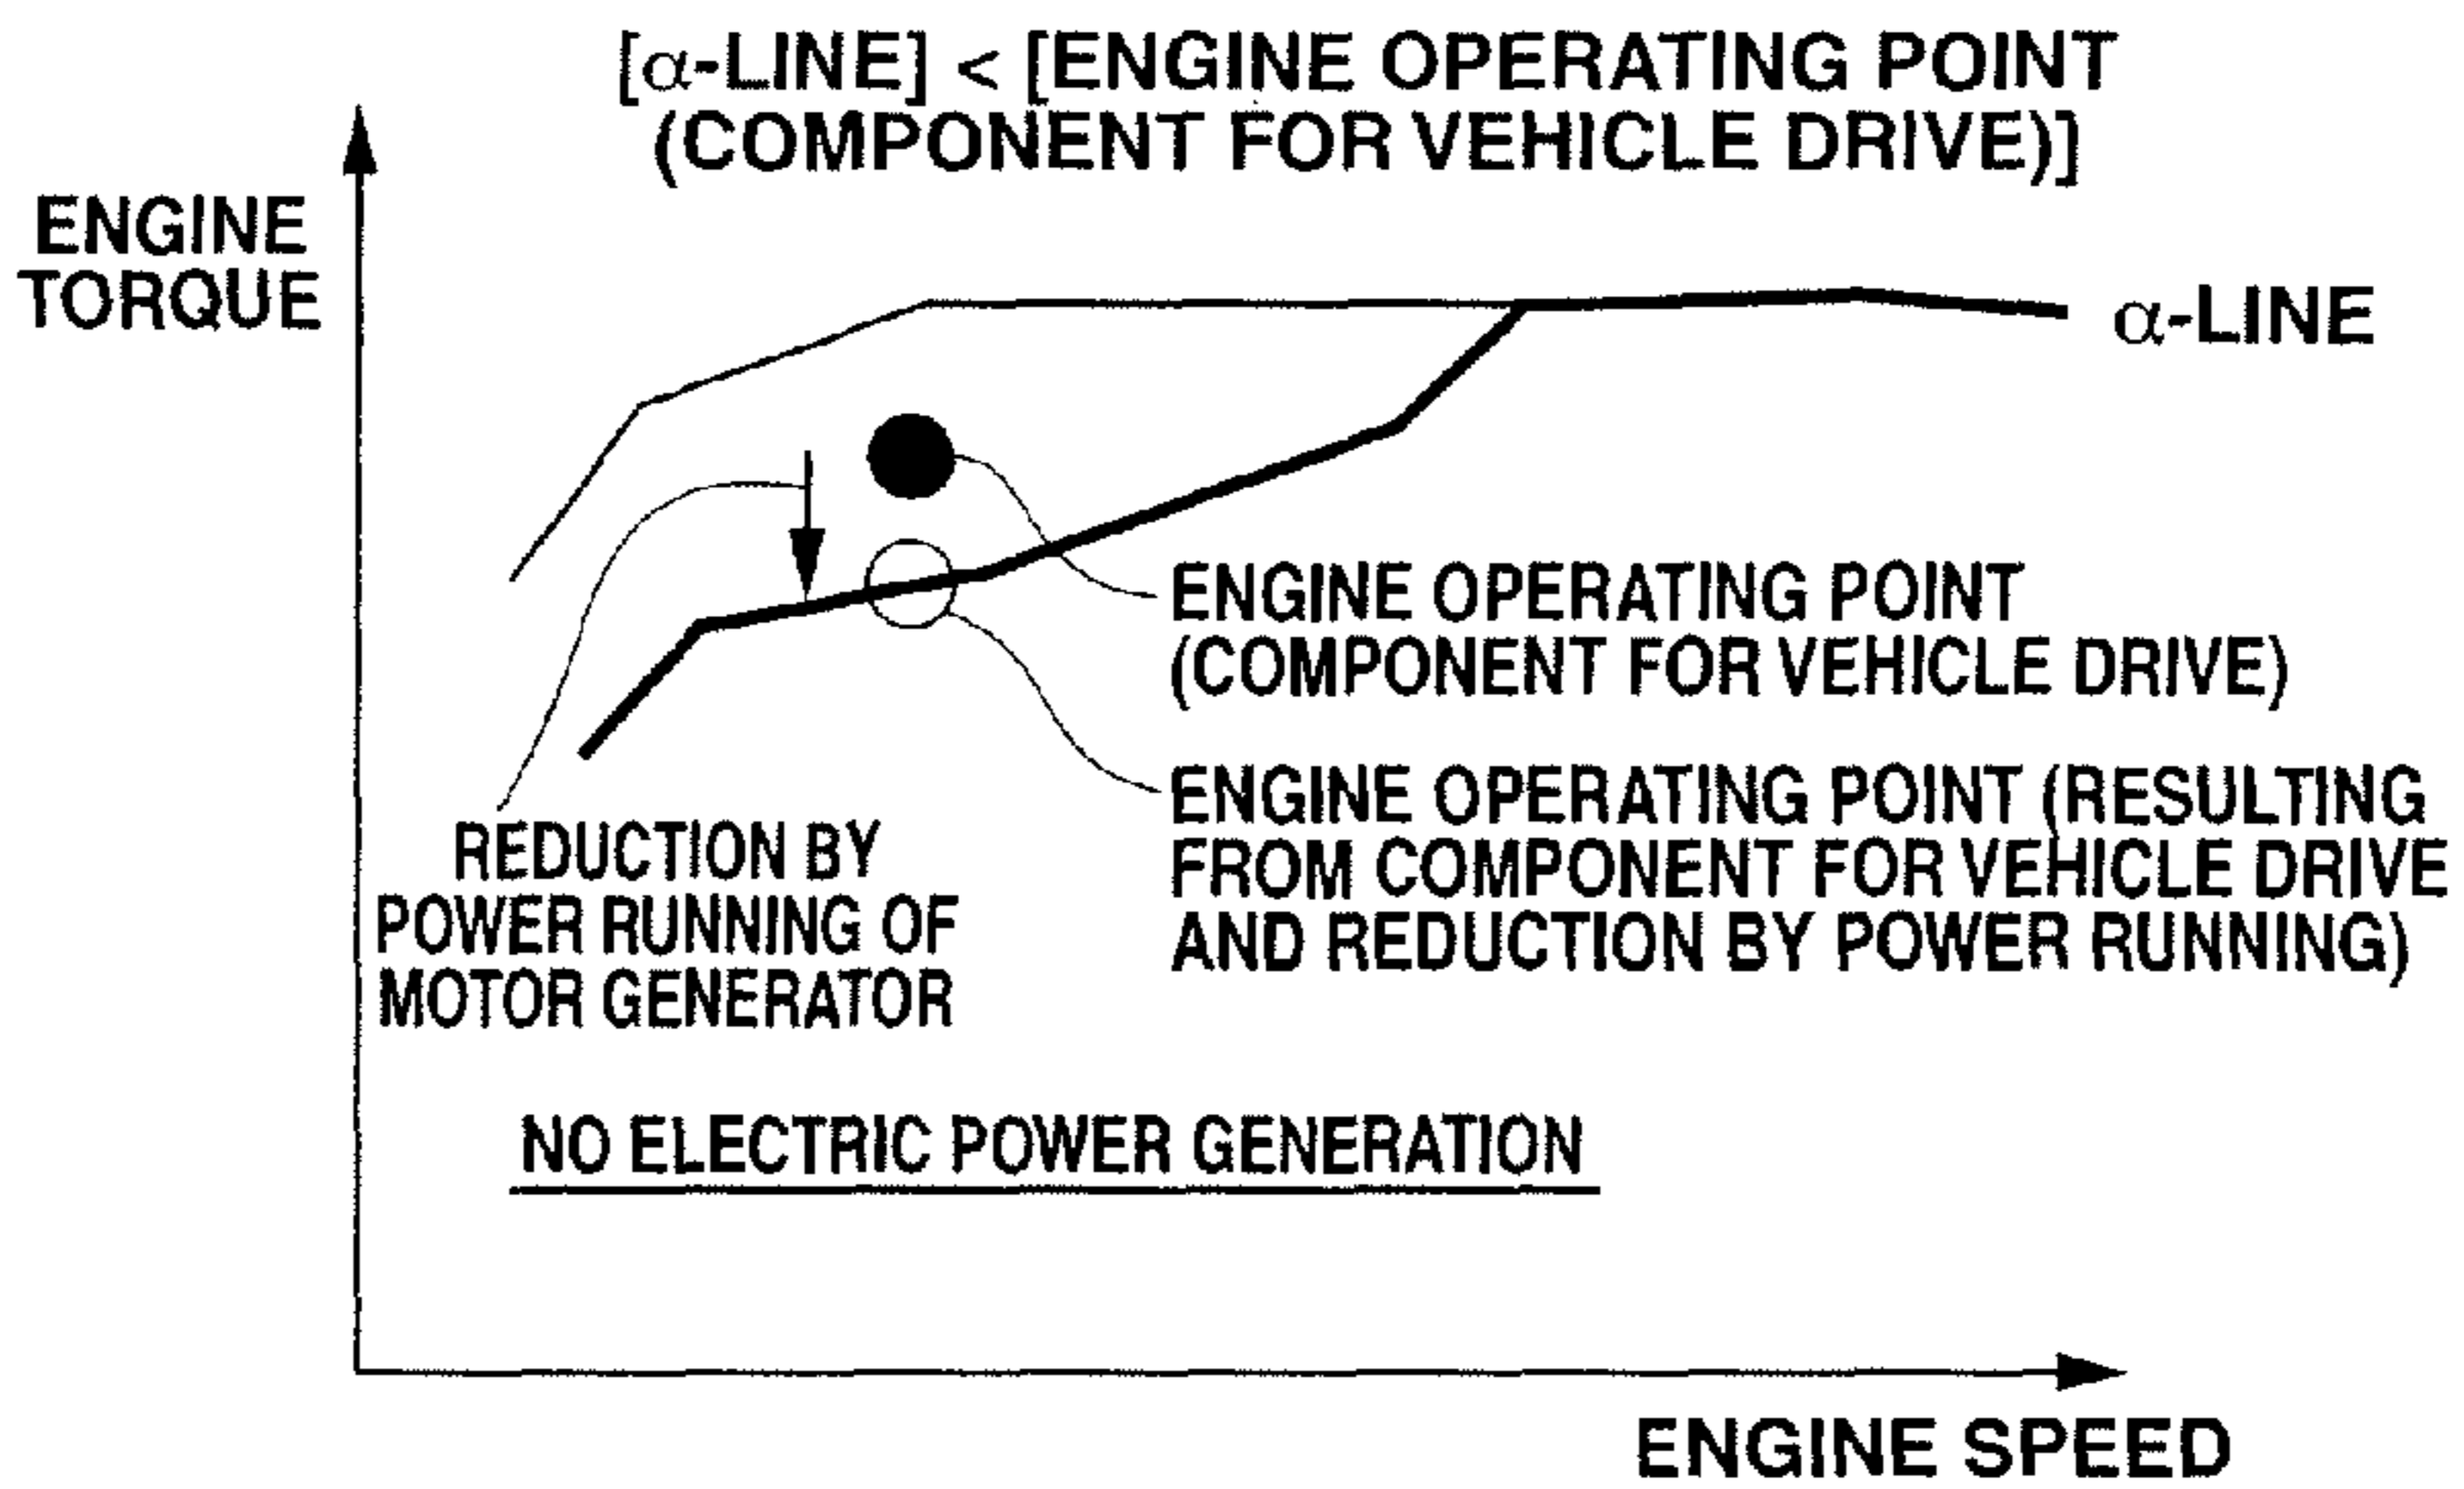 [α-LINE] < [ENGINE OPERATING POINT
(COMPONENT FOR VEHICLE DRIVE)]
ENGINE
TORQUE
α-LINE
ENGINE OPERATING POINT
(COMPONENT FOR VEHICLE DRIVE)
ENGINE OPERATING POINT (RESULTING
FROM COMPONENT FOR VEHICLE DRIVE
AND REDUCTION BY POWER RUNNING)
REDUCTION BY
POWER RUNNING OF
MOTOR GENERATOR
NO ELECTRIC POWER GENERATION
ENGINE SPEED